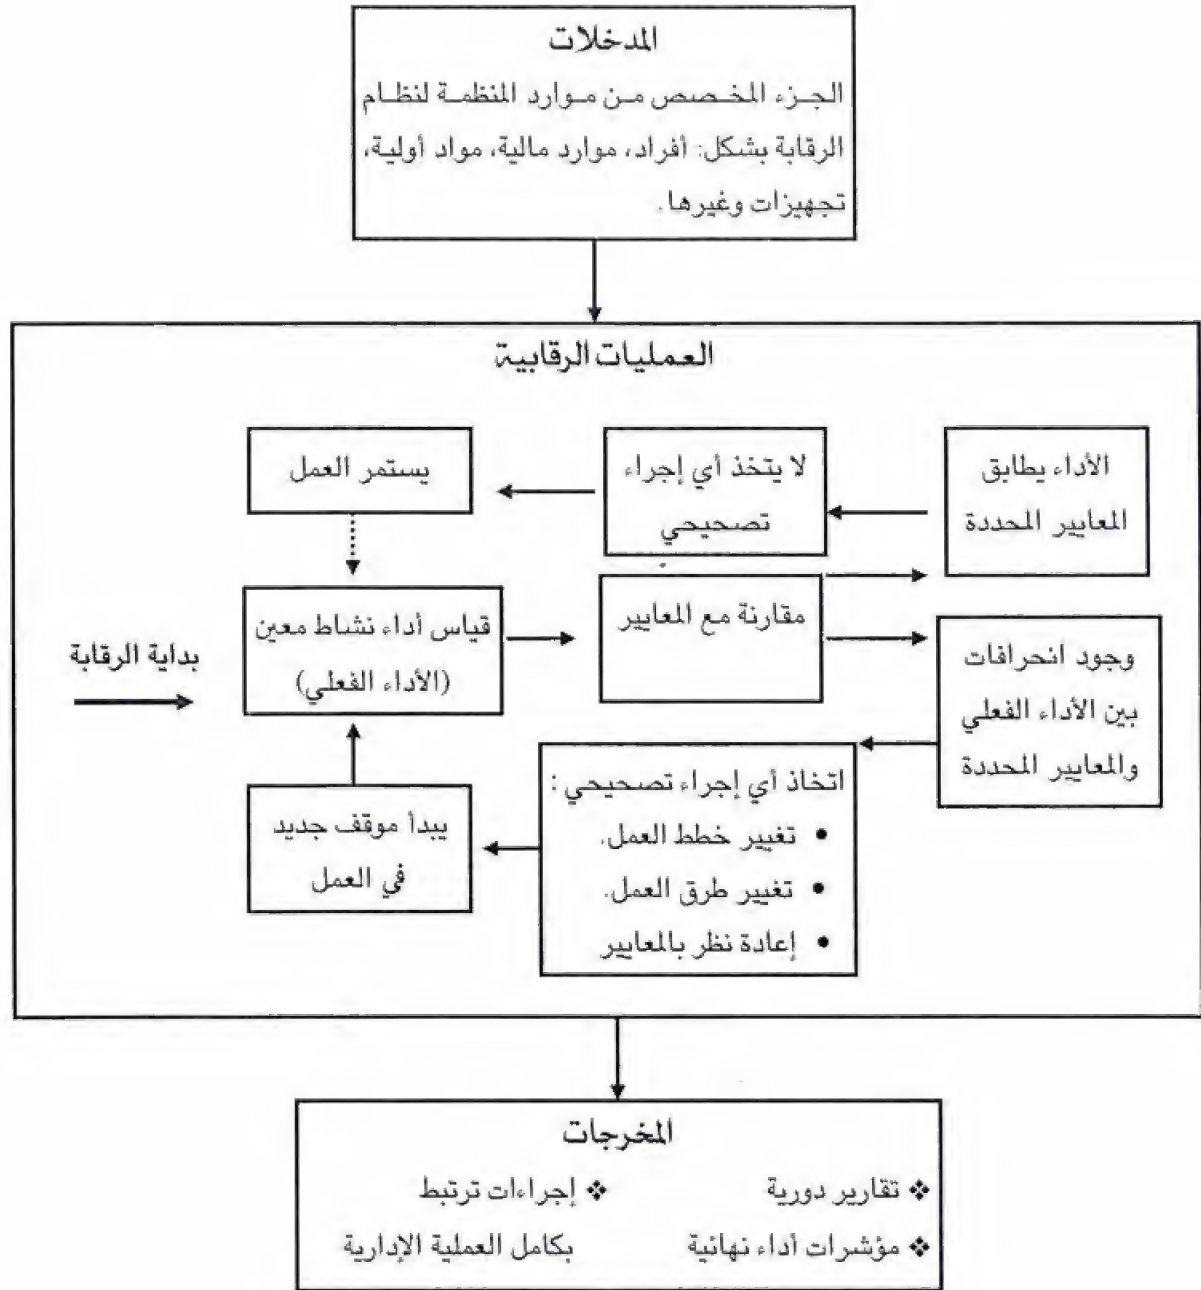 المدخلات
الجزء المخصص من موارد المنظمة لنظام
الرقابة بشكل: أفراد، موارد مالية، مواد أولية،
تجهيزات وغيرها.
العمليات الرقابية
الأداء يطابق
المعايير المحددة
لا يتخذ أي إجراء
تصحيحي
يستمر العمل
بداية الرقابة
قياس أداء نشاط معين
(الأداء الفعلي)
مقارنة مع المعايير
وجود انحرافات
بين الأداء الفعلي
والمعايير المحددة
اتخاذ أي إجراء تصحيحي :
• تغيير خطط العمل.
• تغيير طرق العمل.
• إعادة نظر بالمعايير
يبدأ موقف جديد
في العمل
المخرجات
❖ تقارير دورية
❖ مؤشرات أداء نهائية
❖ إجراءات ترتبط
بكامل العملية الإدارية